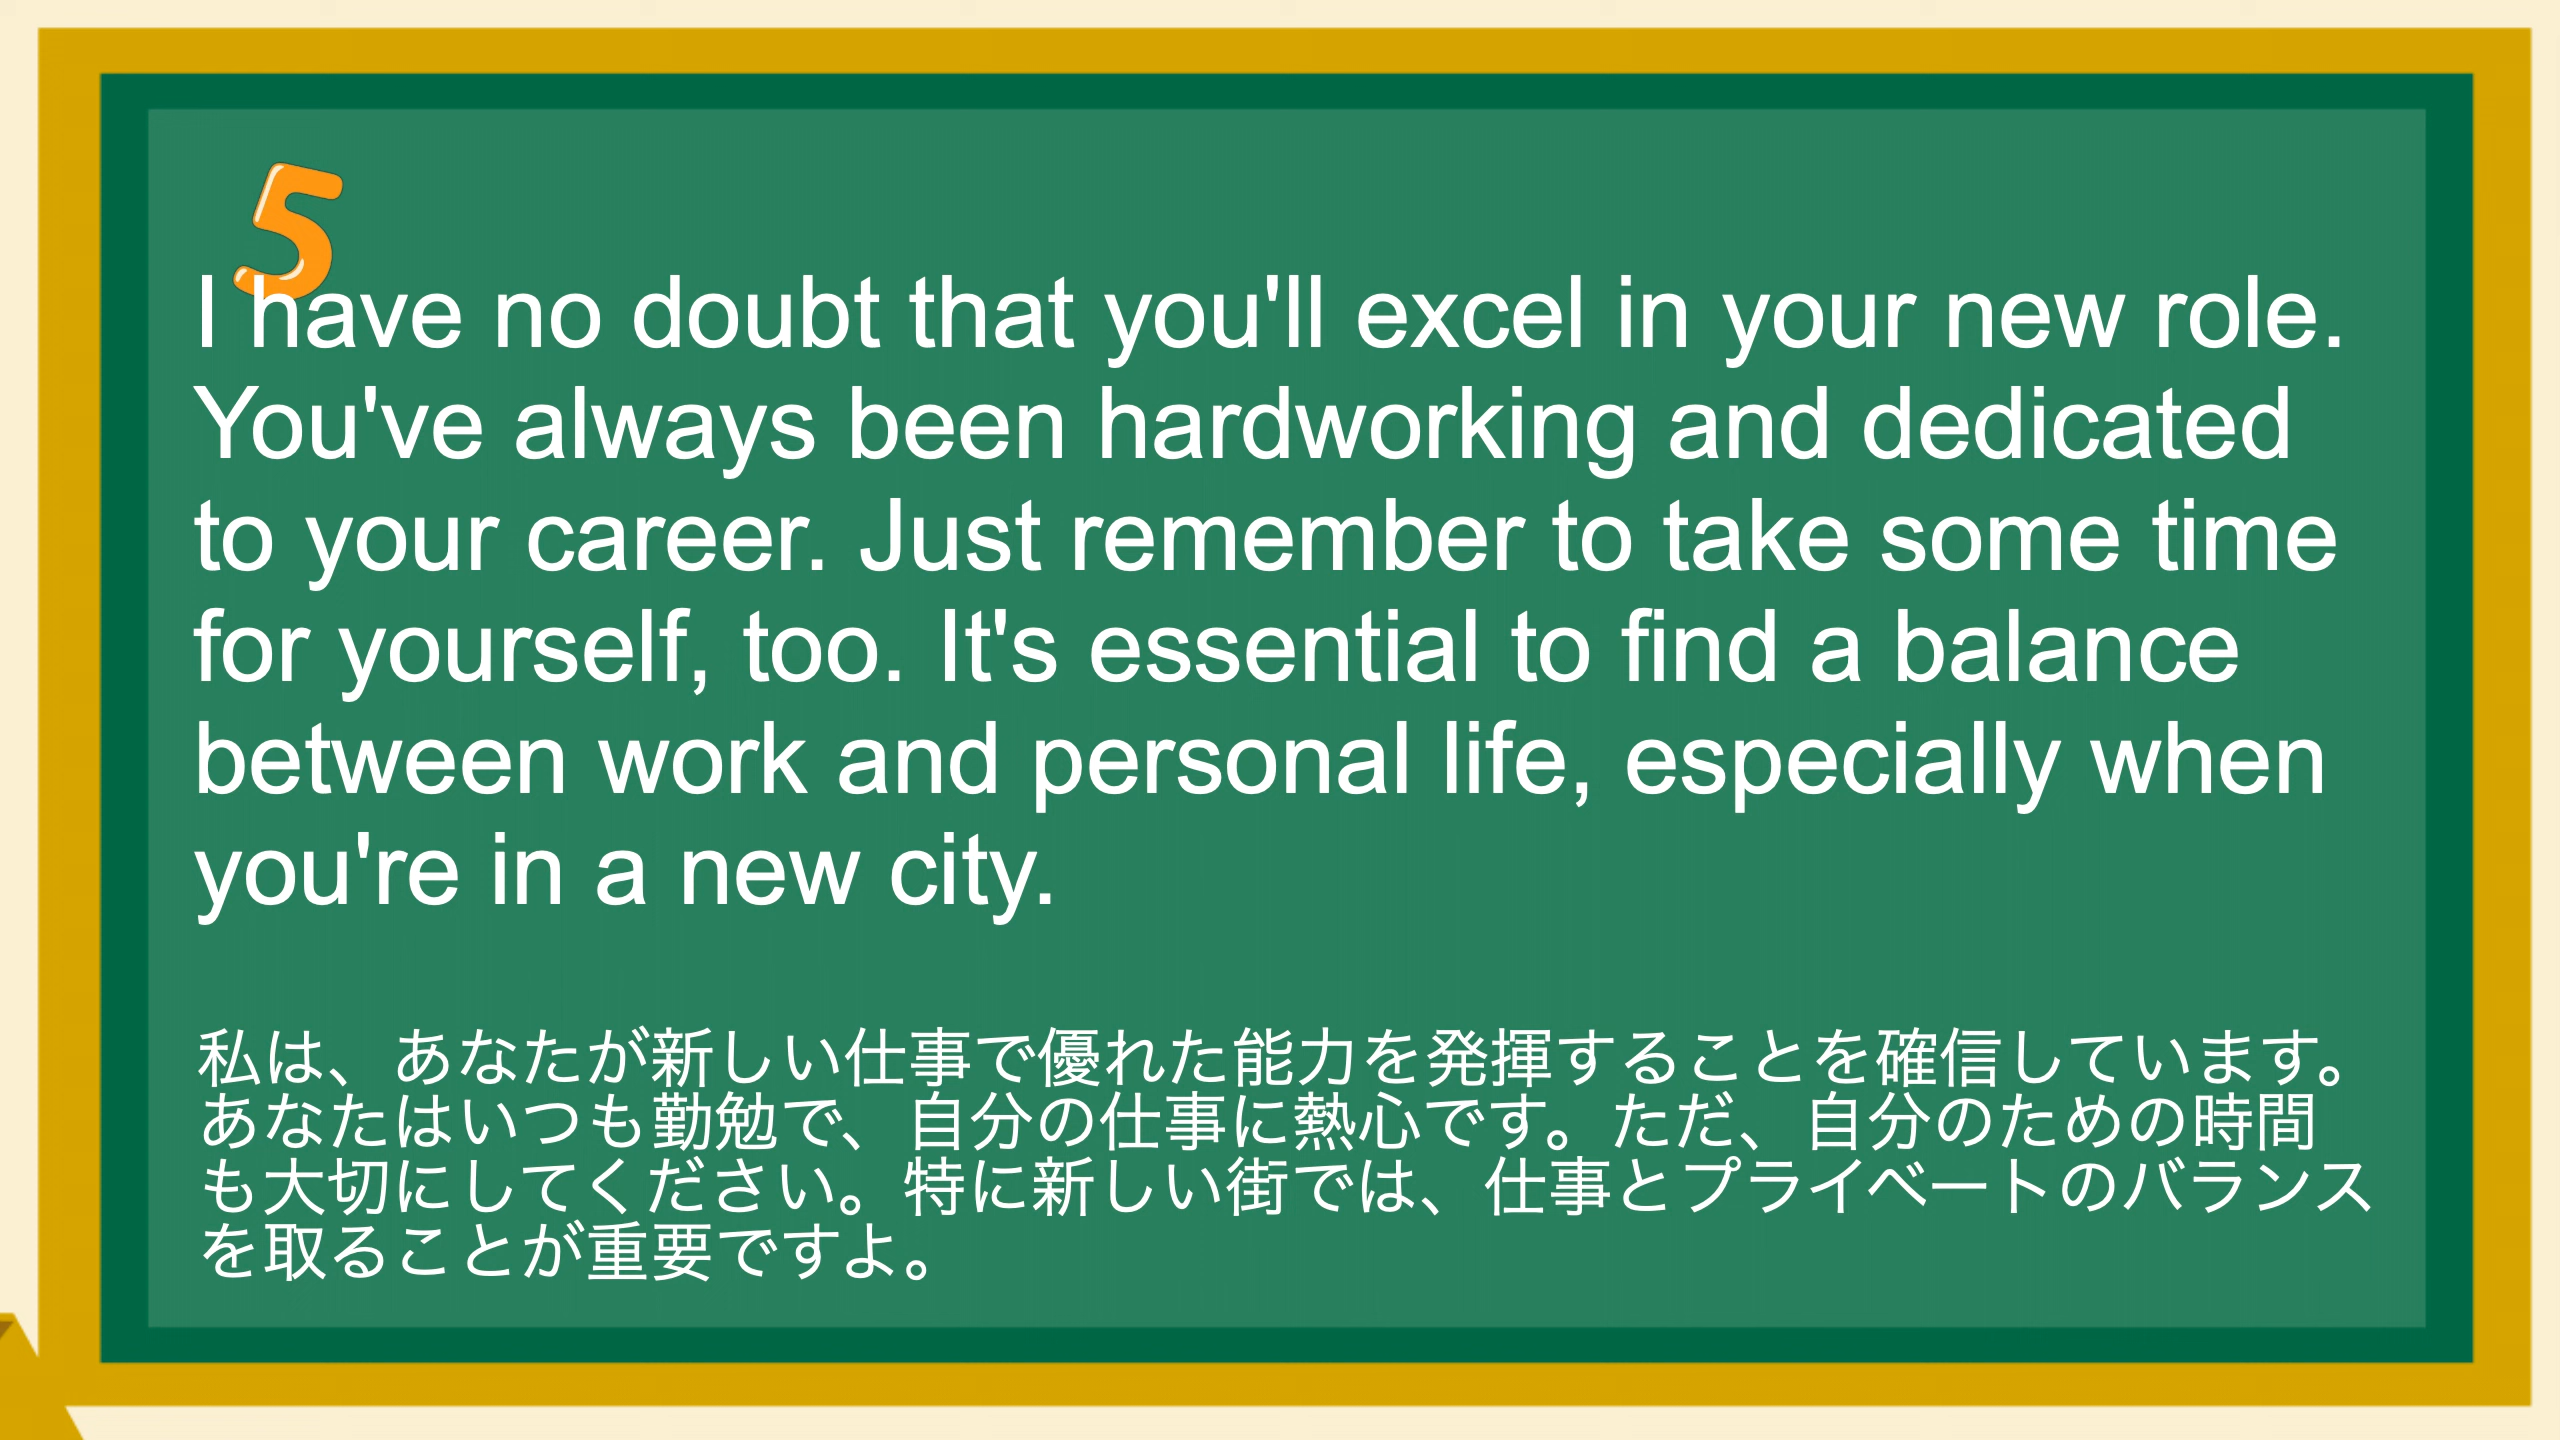 5
I have no doubt that you'll excel in your new role.
You've always been hardworking and dedicated
to your career. Just remember to take some time
for yourself, too. It's essential to find a balance
between work and personal life, especially when
you're in a new city.
私は、あなたが新しい仕事で優れた能力を発揮することを確信しています。
あなたはいつも勤勉で、自分の仕事に熱心です。ただ、自分のための時間
も大切にしてください。特に新しい街では、仕事とプライベートのバランス
を取ることが重要ですよ。